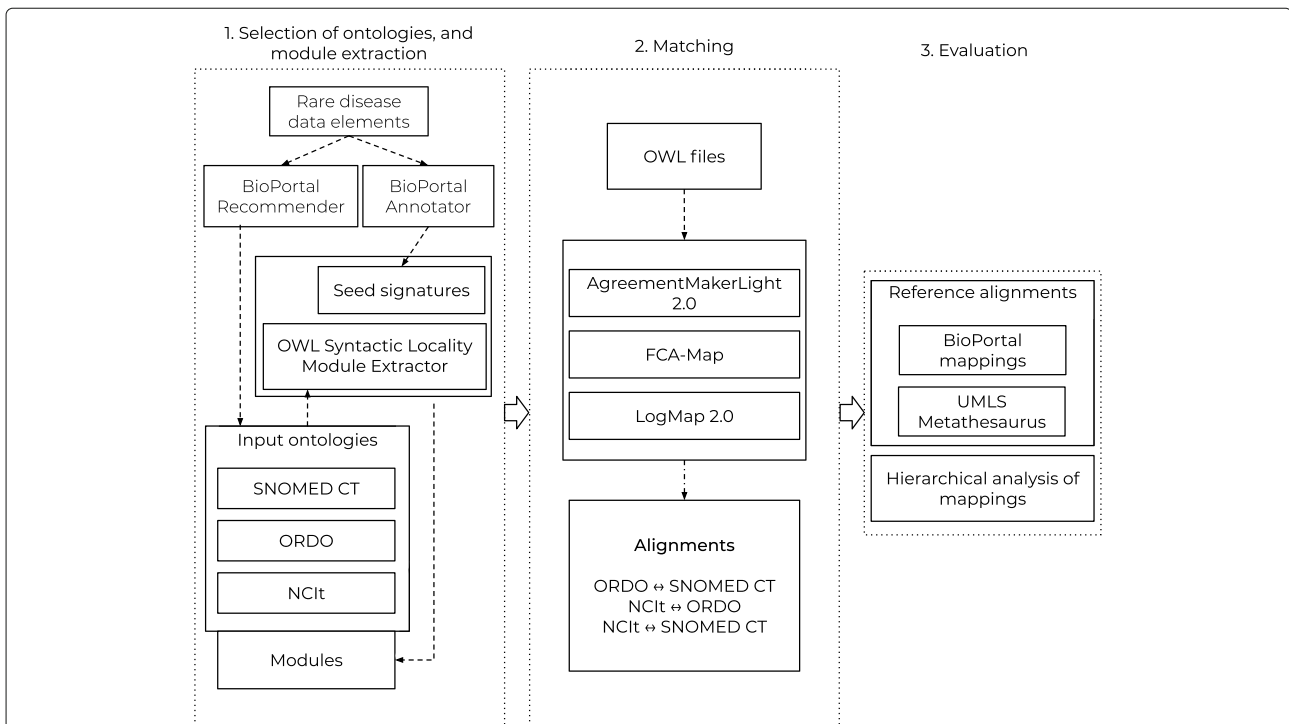 1. Selection of ontologies, and
module extraction
Rare disease
data elements
BioPortal
Recommender
BioPortal
Annotator
Seed signatures
OWL Syntactic Locality
Module Extractor
Input ontologies
SNOMED CT
ORDO
NCIt
Modules
2. Matching
OWL files
AgreementMakerLight
2.0
FCA-Map
LogMap 2.0
Alignments
ORDO ↔ SNOMED CT
NCIt ↔ ORDO
NCIt ↔ SNOMED CT
3. Evaluation
Reference alignments
BioPortal
mappings
UMLS
Metathesaurus
Hierarchical analysis of
mappings